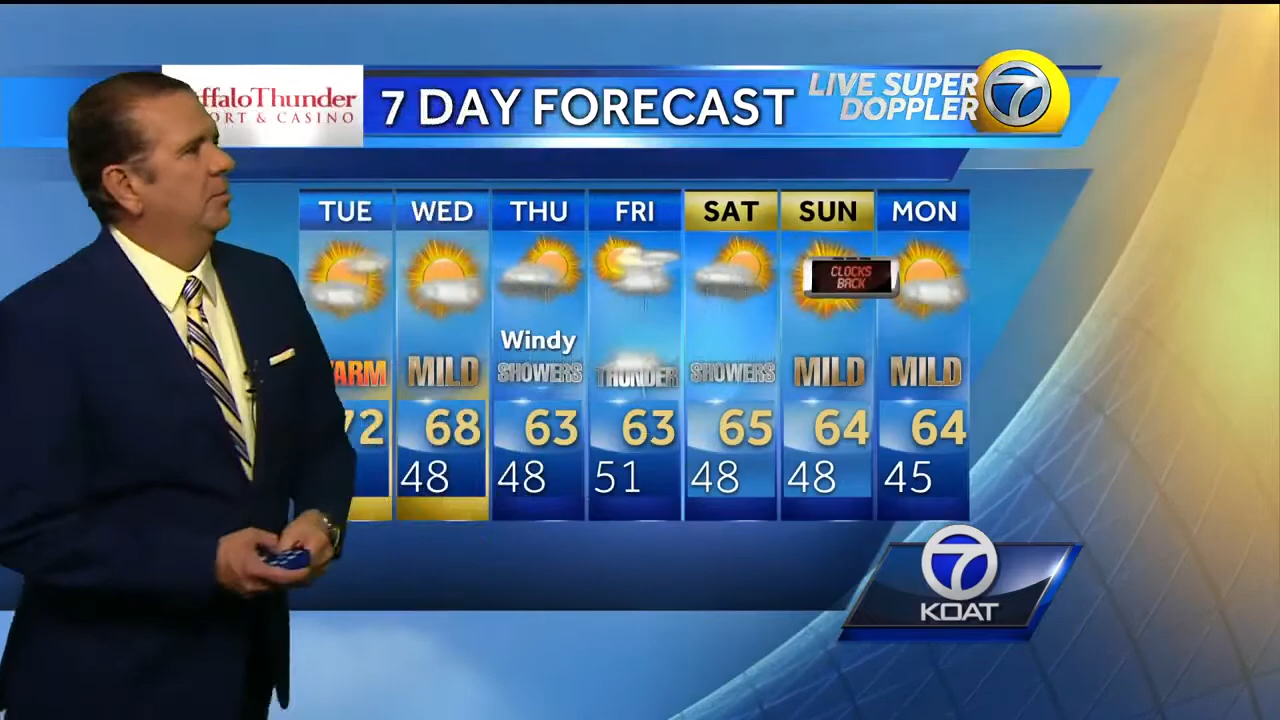 ffaloThunder
ORT & CASINO
7 DAY FORECAST
LIVE SUPER
DOPPLER
7
TUE WED THU FRI SAT SUN MON
CLOCKS
BACK
Windy
ARM MILD SHOWERS THUNDER SHOWERS MILD MILD
72 68 63 63 65 64 64
48 48 51 48 48 45
7
KOAT